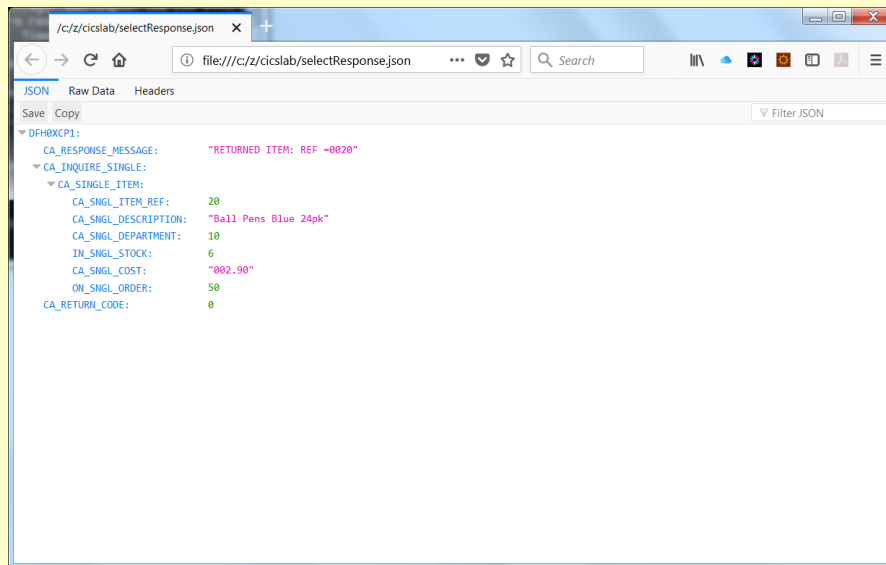 /c:/z/cicslab/selectResponse.json
file:///c:/z/cicslab/selectResponse.json
Search
JSON Raw Data Headers
Save Copy
Filter JSON
DFH0XCP1:
CA_RESPONSE_MESSAGE: "RETURNED ITEM: REF =0020"
CA_INQUIRE_SINGLE:
CA_SINGLE_ITEM:
CA_SNGL_ITEM_REF: 20
CA_SNGL_DESCRIPTION: "Ball Pens Blue 24pk"
CA_SNGL_DEPARTMENT: 10
IN_SNGL_STOCK: 6
CA_SNGL_COST: "002.90"
ON_SNGL_ORDER: 50
CA_RETURN_CODE: 0